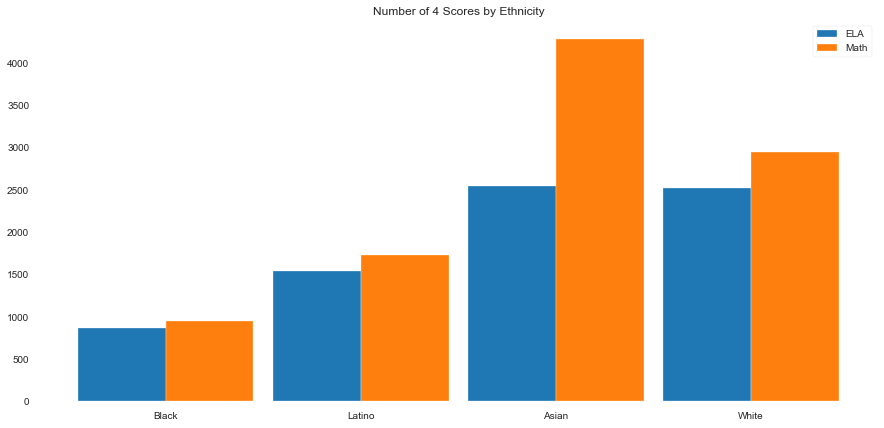 Number of 4 Scores by Ethnicity
ELA
Math
4000
3500
3000
2500
2000
1500
1000
500
0
Black Latino Asian White